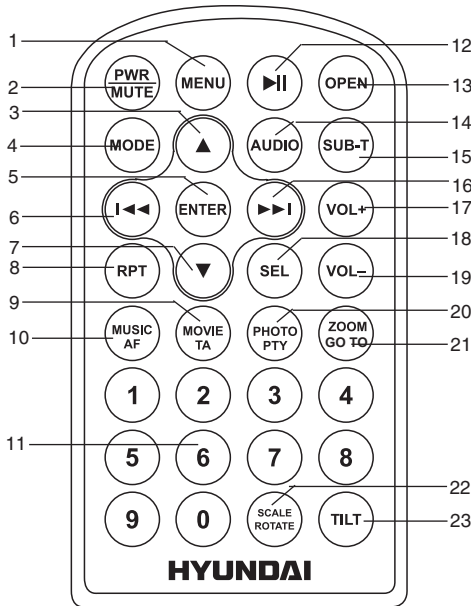 1
12
PWR
MUTE
MENU
OPEN
2
13
3
14
4
MODE
AUDIO
SUB-T
15
5
16
6
ENTER
VOL+
17
7
18
8
RPT
SEL
VOL–
19
9
20
10
MUSIC
AF
MOVIE
TA
PHOTO
PTY
ZOOM
GO TO
21
1 2 3 4
11
5 6 7 8
22
9 0
SCALE
ROTATE
TILT
23
HYUNDAI